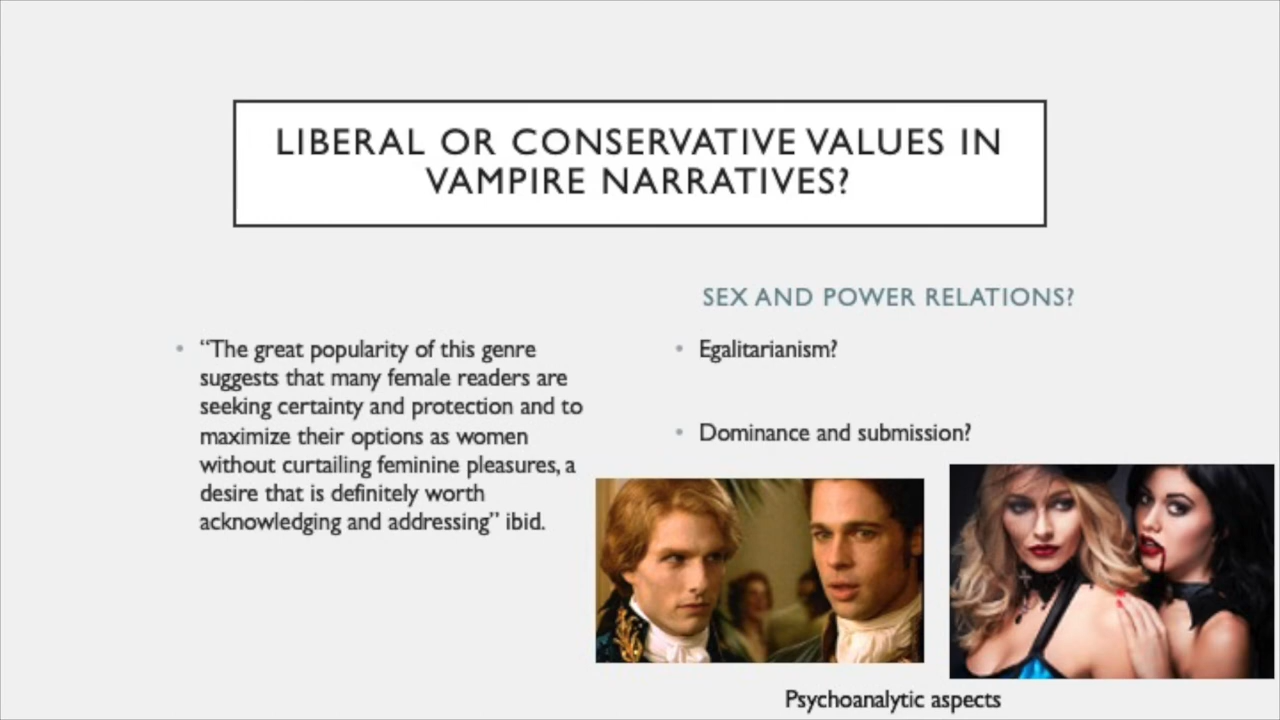 LIBERAL OR CONSERVATIVE VALUES IN
VAMPIRE NARRATIVES?
“The great popularity of this genre
suggests that many female readers are
seeking certainty and protection and to
maximize their options as women
without curtailing feminine pleasures, a
desire that is definitely worth
acknowledging and addressing” ibid.
SEX AND POWER RELATIONS?
Egalitarianism?
Dominance and submission?
Psychoanalytic aspects